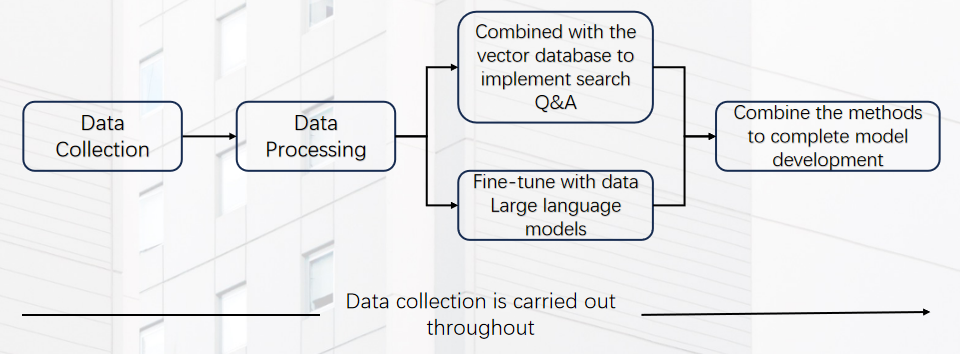 Data
Collection
Data
Processing
Combined with the
vector database to
implement search
Q&A
Fine-tune with data
Large language
models
Combine the methods
to complete model
development
Data collection is carried out
throughout